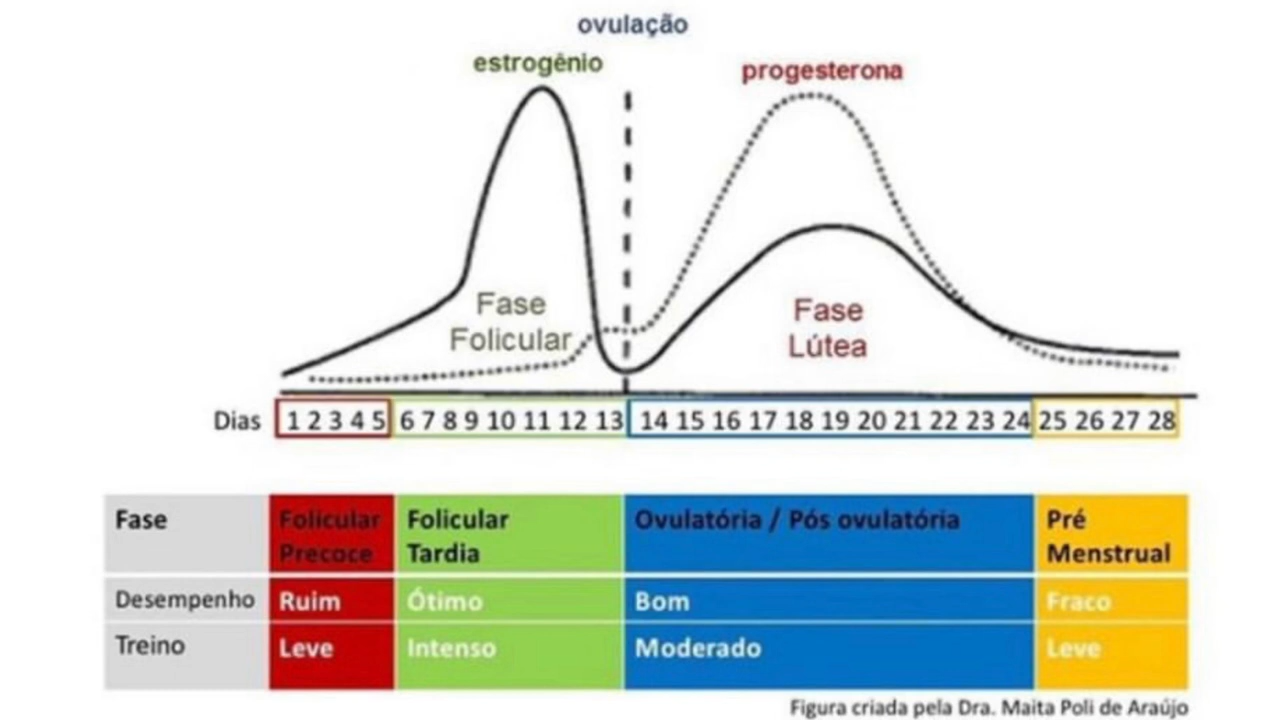 ovulação
estrogênio
progesterona
Fase
Folicular
Fase
Lútea
Dias 1 2 3 4 5 6 7 8 9 10 11 12 13 14 15 16 17 18 19 20 21 22 23 24 25 26 27 28
Fase Folicular Precoce Folicular Tardia Ovulatória / Pós ovulatória Pré Menstrual
Desempenho Ruim Ótimo Bom Fraco
Treino Leve Intenso Moderado Leve
Figura criada pela Dra. Maita Poli de Araújo